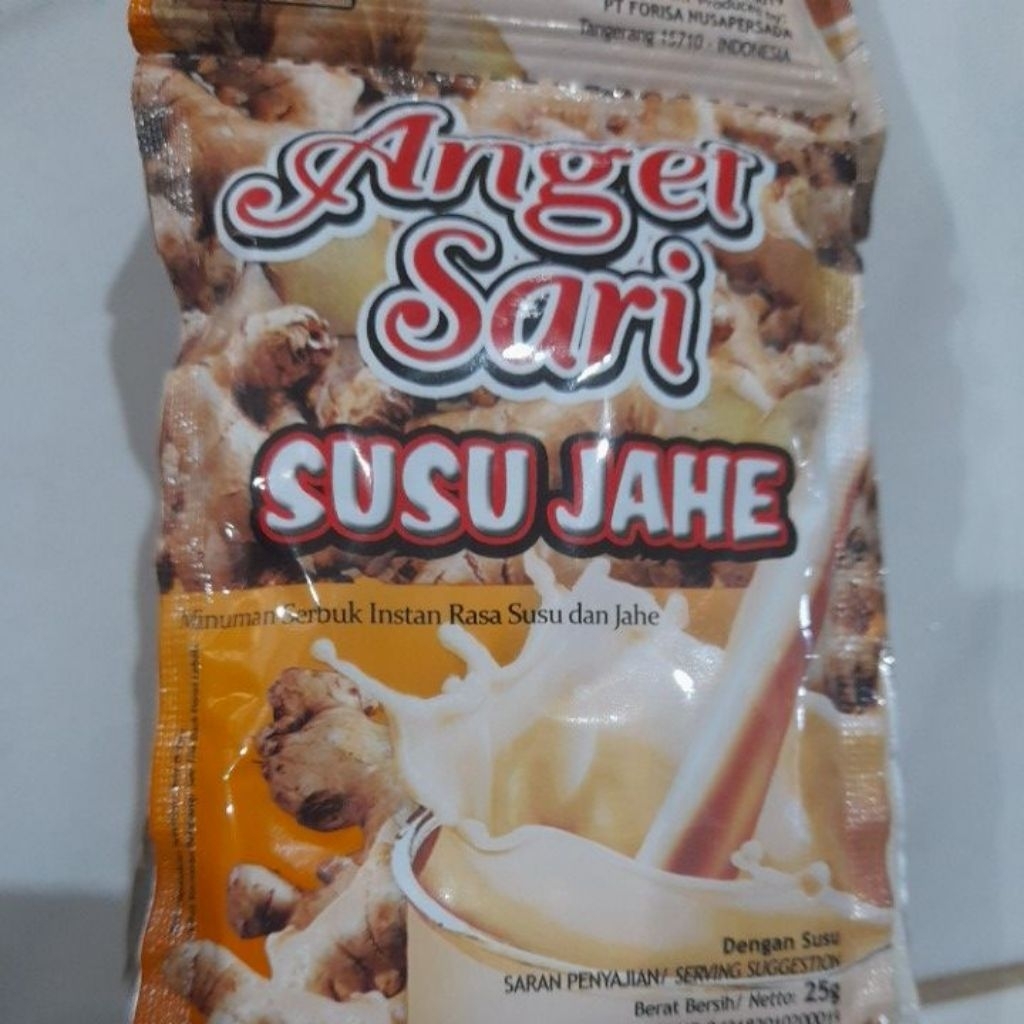 PT FORISA NUSAPERSADA
Tangerang 15710 - INDONESIA
Anget
Sari
SUSU JAHE
Minuman Serbuk Instan Rasa Susu dan Jahe
Dengan Susu
SARAN PENYAJIAN/ SERVING SUGGESTION
Berat Bersih/ Netto: 25g